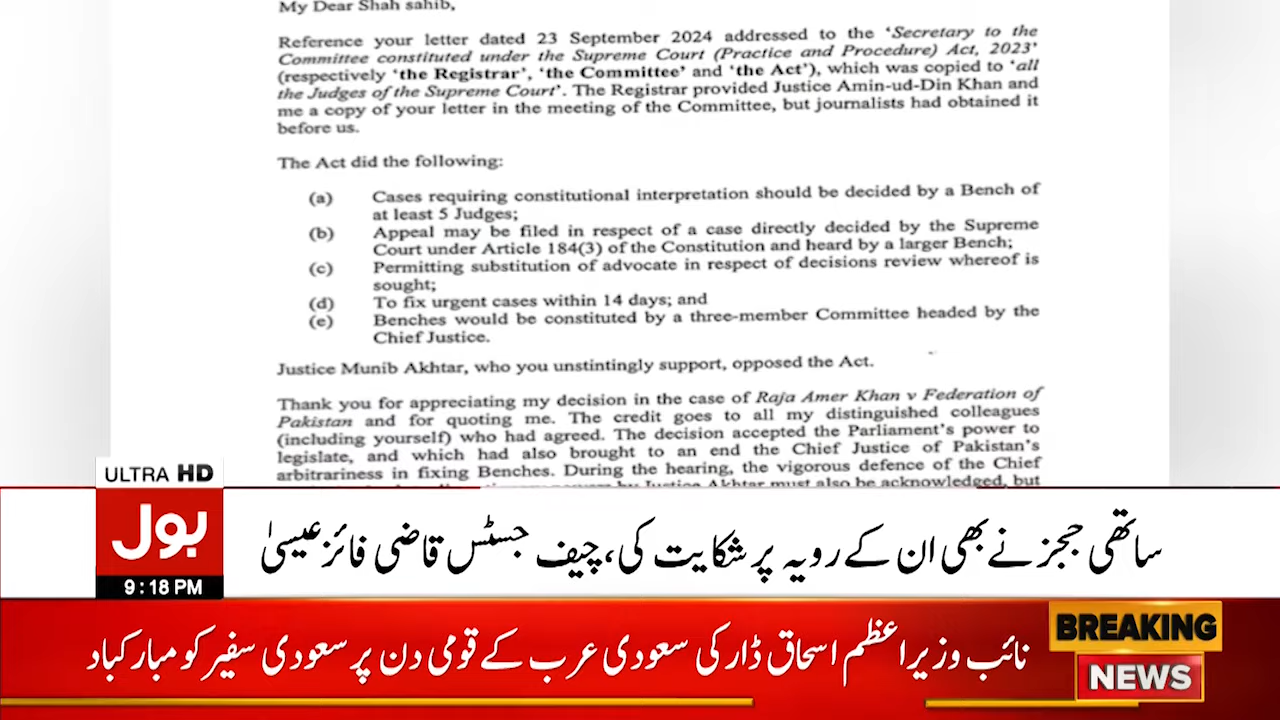 My Dear Shah sahib,
Reference your letter dated 23 September 2024 addressed to the 'Secretary to the
Committee constituted under the Supreme Court (Practice and Procedure) Act, 2023'
(respectively 'the Registrar', 'the Committee' and 'the Act'), which was copied to 'all
the Judges of the Supreme Court'. The Registrar provided Justice Amin-ud-Din Khan and
me a copy of your letter in the meeting of the Committee, but journalists had obtained it
before us.
The Act did the following:
(a) Cases requiring constitutional interpretation should be decided by a Bench of
at least 5 Judges;
(b) Appeal may be filed in respect of a case directly decided by the Supreme
Court under Article 184(3) of the Constitution and heard by a larger Bench;
(c) Permitting substitution of advocate in respect of decisions review whereof is
sought;
(d) To fix urgent cases within 14 days; and
(e) Benches would be constituted by a three-member Committee headed by the
Chief Justice.
Justice Munib Akhtar, who you unstintingly support, opposed the Act.
Thank you for appreciating my decision in the case of Raja Amer Khan v Federation of
Pakistan and for quoting me. The credit goes to all my distinguished colleagues
(including yourself) who had agreed. The decision accepted the Parliament's power to
legislate, and which had also brought to an end the Chief Justice of Pakistan's
arbitrariness in fixing Benches. During the hearing, the vigorous defence of the Chief
by Justice Akhtar must also be acknowledged, but
ULTRA HD
بول
9:18 PM
ساتھی ججز نے بھی ان کے رویہ پر شکایت کی، چیف جسٹس قاضی فائز عیسیٰ
نائب وزیراعظم اسحاق ڈار کی سعودی عرب کے قومی دن پر سعودی سفیر کو مبارکباد
BREAKING
NEWS